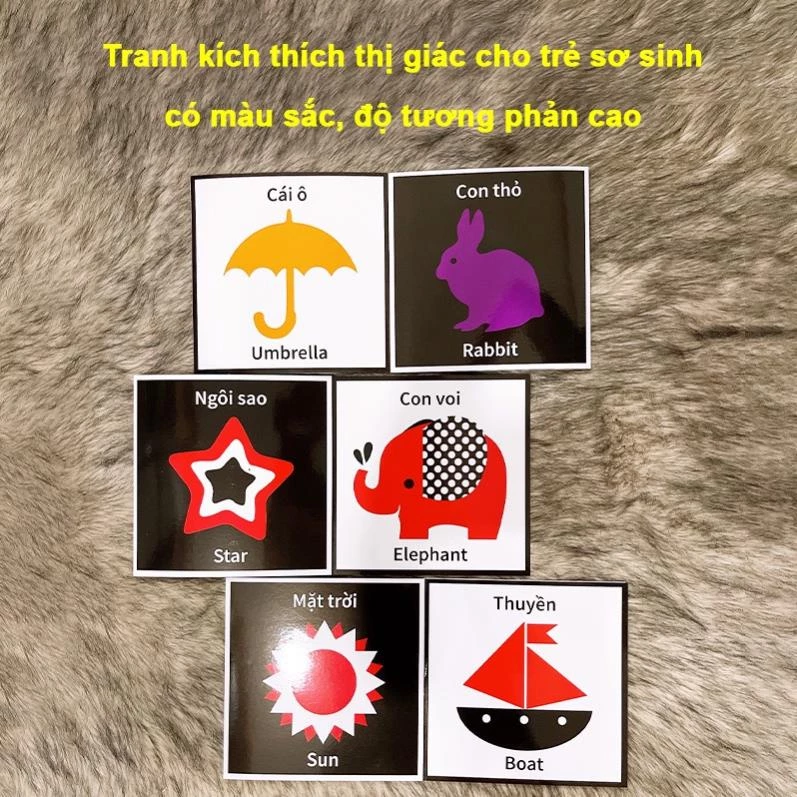 Tranh kích thích thị giác cho trẻ sơ sinh
có màu sắc, độ tương phản cao
Cái ô
Umbrella
Con thỏ
Rabbit
Ngôi sao
Star
Con voi
Elephant
Mặt trời
Sun
Thuyền
Boat